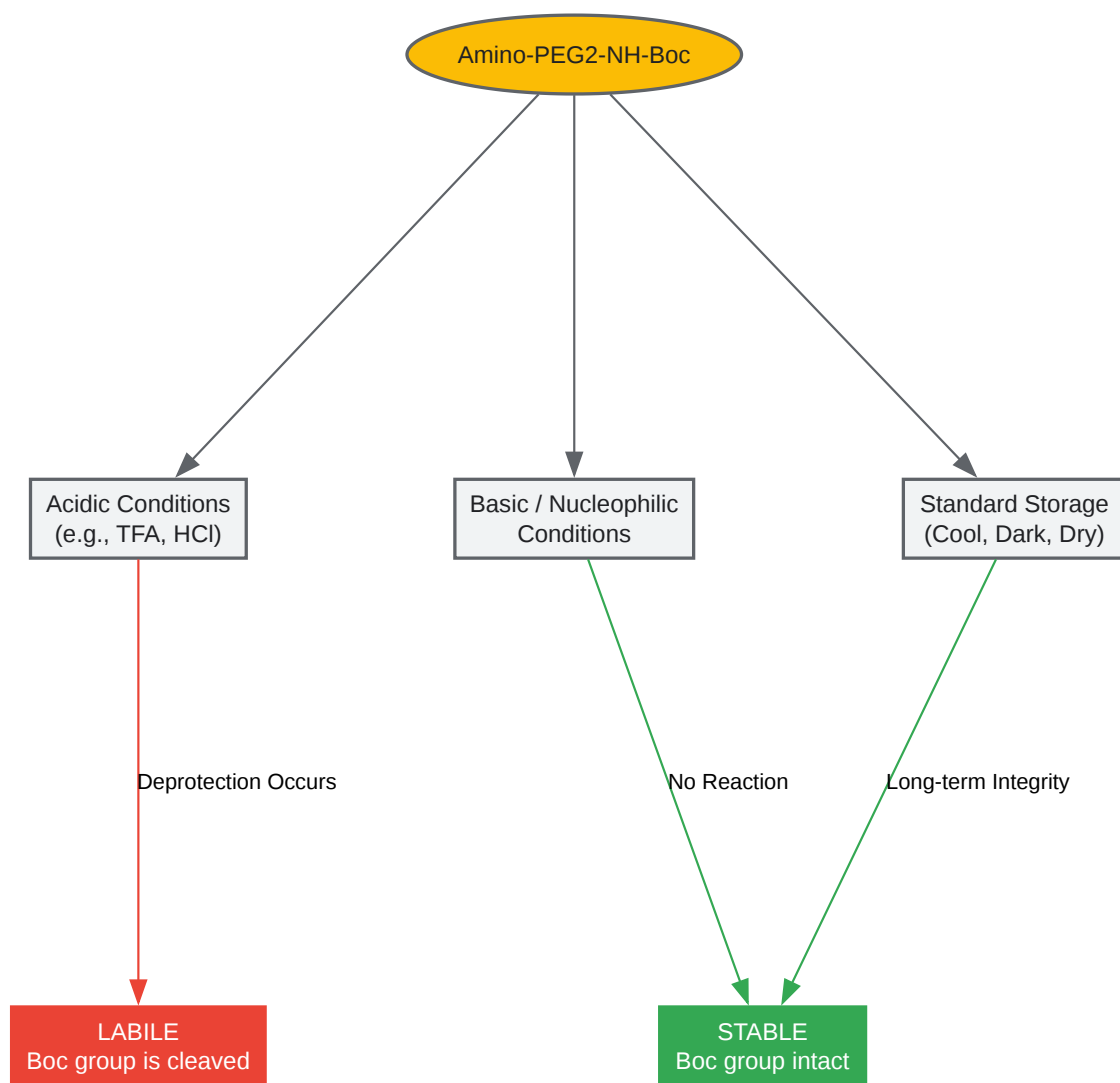 Amino-PEG2-NH-Boc
Acidic Conditions
(e.g., TFA, HCl)
Basic / Nucleophilic
Conditions
Standard Storage
(Cool, Dark, Dry)
Deprotection Occurs
No Reaction
Long-term Integrity
LABILE
Boc group is cleaved
STABLE
Boc group intact